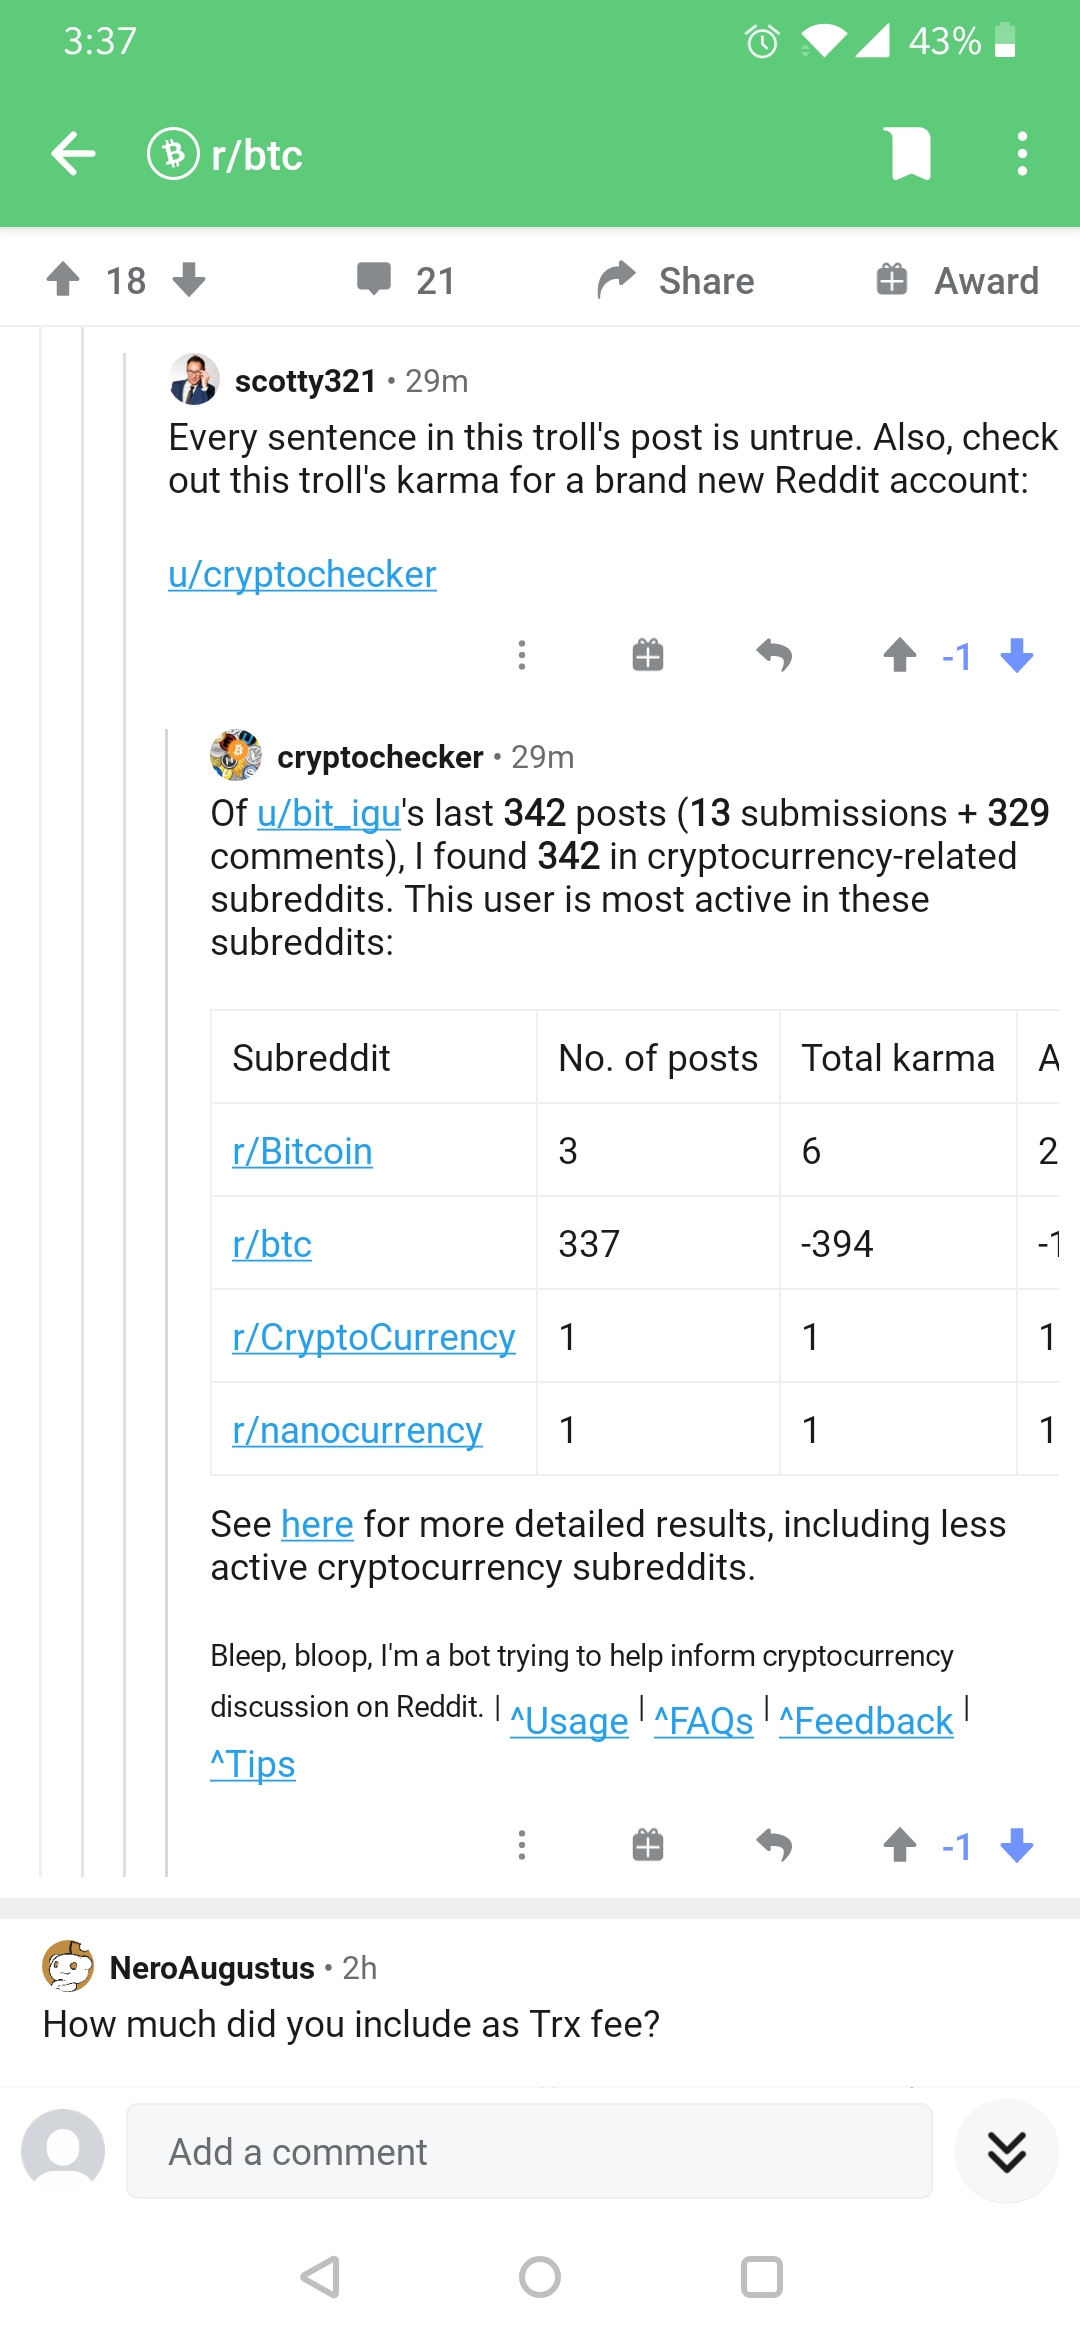 3:37
43%
r/btc
18
21
Share
Award
scotty321 • 29m
Every sentence in this troll's post is untrue. Also, check
out this troll's karma for a brand new Reddit account:
u/cryptochecker
-1
cryptochecker • 29m
Of u/bit_igu's last 342 posts (13 submissions + 329
comments), I found 342 in cryptocurrency-related
subreddits. This user is most active in these
subreddits:
Subreddit No. of posts Total karma A
r/Bitcoin 3 6 2
r/btc 337 -394 -1
r/CryptoCurrency 1 1 1
r/nanocurrency 1 1 1
See here for more detailed results, including less
active cryptocurrency subreddits.
Bleep, bloop, I'm a bot trying to help inform cryptocurrency
discussion on Reddit. | ^Usage | ^FAQs | ^Feedback |
^Tips
-1
NeroAugustus • 2h
How much did you include as Trx fee?
Add a comment